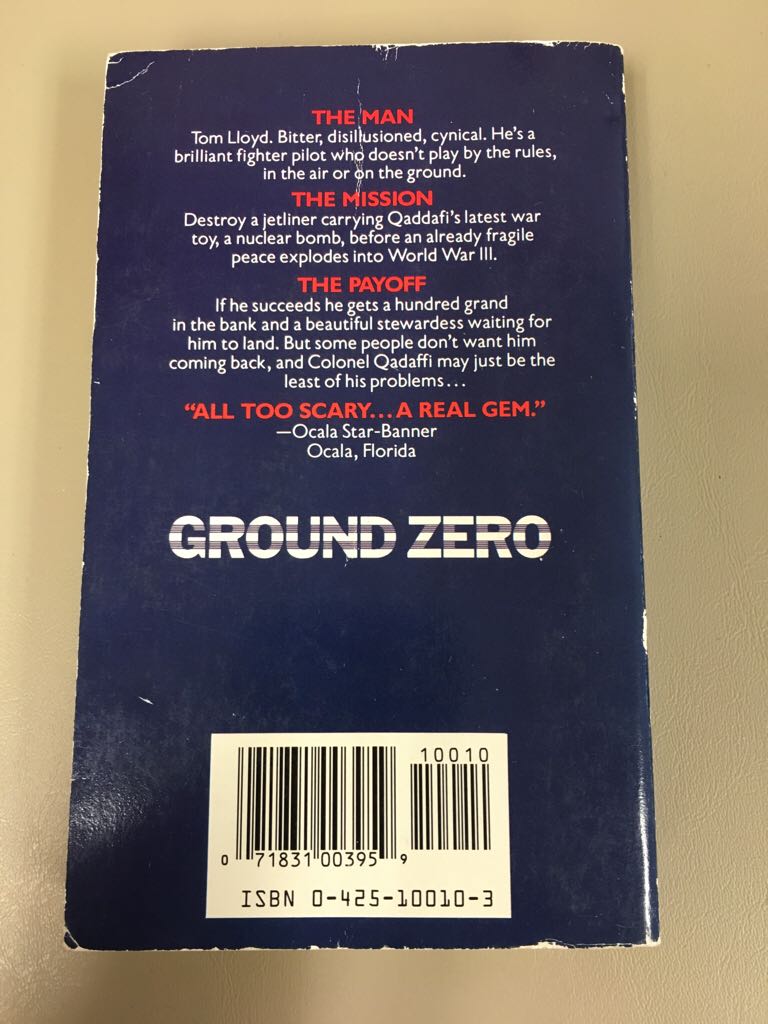 THE MAN
Tom Lloyd. Bitter, disillusioned, cynical. He's a
brilliant fighter pilot who doesn't play by the rules,
in the air or on the ground.
THE MISSION
Destroy a jetliner carrying Qaddafi's latest war
toy, a nuclear bomb, before an already fragile
peace explodes into World War III.
THE PAYOFF
If he succeeds he gets a hundred grand
in the bank and a beautiful stewardess waiting for
him to land. But some people don't want him
coming back, and Colonel Qadaffi may just be the
least of his problems...
"ALL TOO SCARY...A REAL GEM."
—Ocala Star-Banner
Ocala, Florida
GROUND ZERO
10010
0 71831 00395 9
ISBN 0-425-10010-3